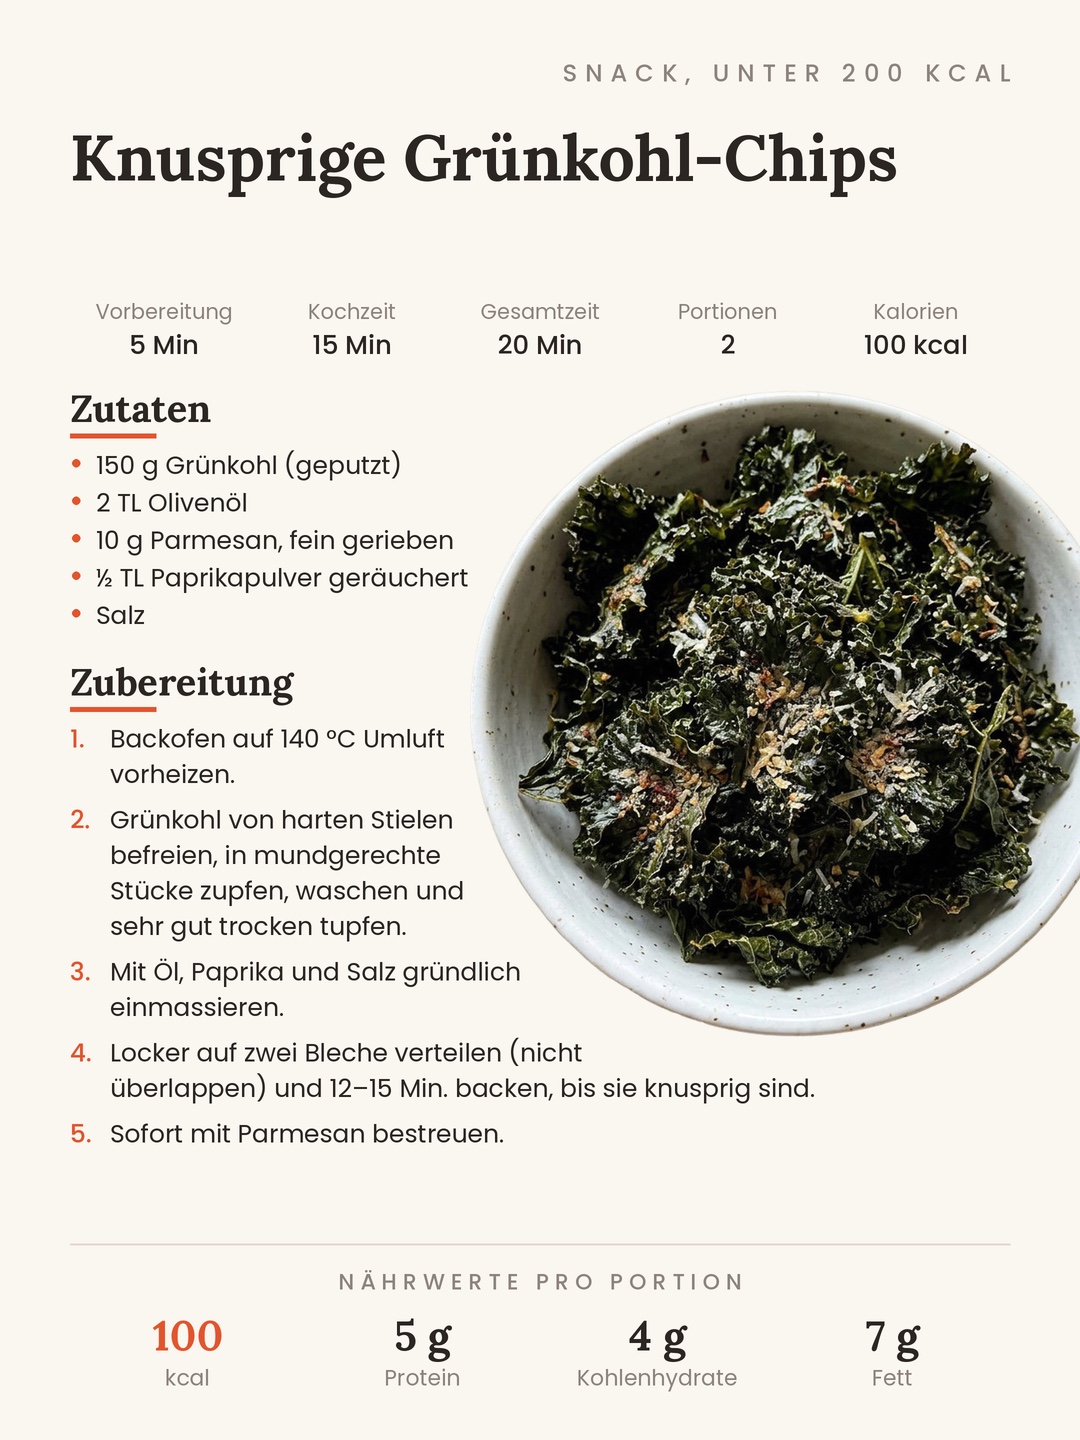 SNACK, UNTER 200 KCAL
Knusprige Grünkohl-Chips
Vorbereitung
5 Min
Kochzeit
15 Min
Gesamtzeit
20 Min
Portionen
2
Kalorien
100 kcal
Zutaten
• 150 g Grünkohl (geputzt)
• 2 TL Olivenöl
• 10 g Parmesan, fein gerieben
• ½ TL Paprikapulver geräuchert
• Salz
Zubereitung
1. Backofen auf 140 °C Umluft
vorheizen.
2. Grünkohl von harten Stielen
befreien, in mundgerechte
Stücke zupfen, waschen und
sehr gut trocken tupfen.
3. Mit Öl, Paprika und Salz gründlich
einmassieren.
4. Locker auf zwei Bleche verteilen (nicht
überlappen) und 12–15 Min. backen, bis sie knusprig sind.
5. Sofort mit Parmesan bestreuen.
NÄHRWERTE PRO PORTION
100
kcal
5 g
Protein
4 g
Kohlenhydrate
7 g
Fett